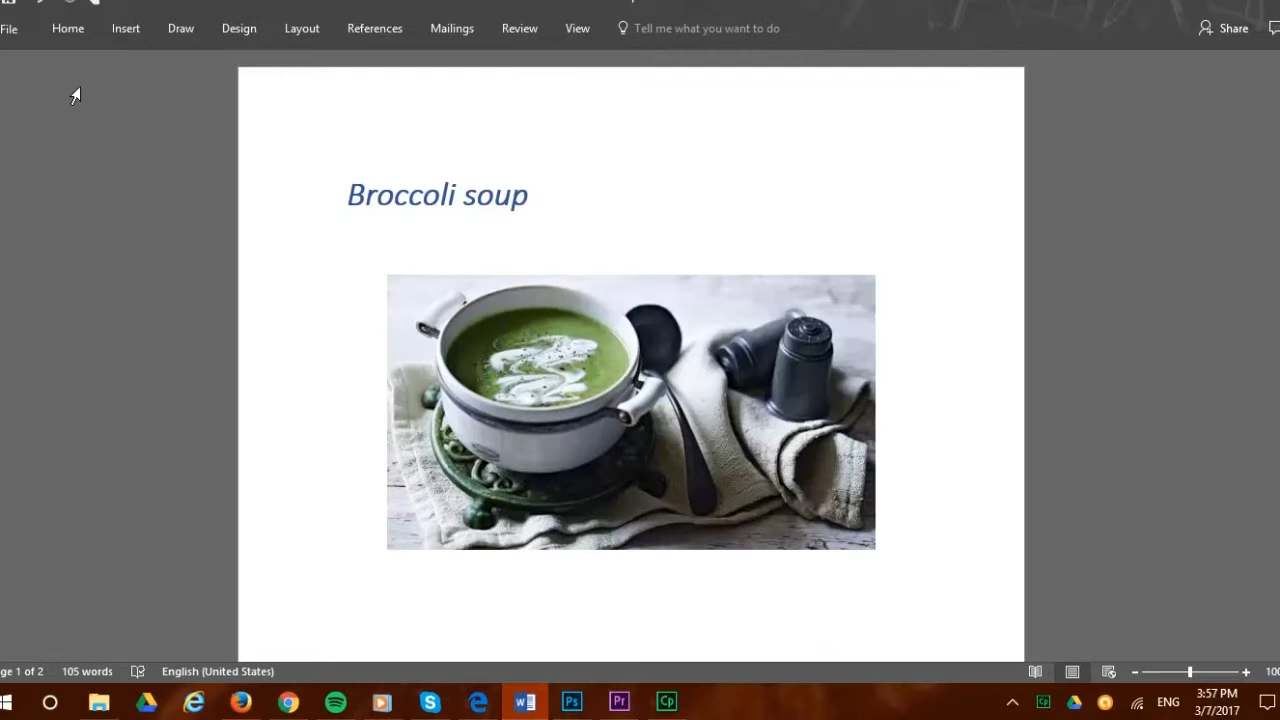 File Home Insert Draw Design Layout References Mailings Review View Tell me what you want to do Share
Broccoli soup
ge 1 of 2 105 words English (United States) 100
ENG 3:57 PM
3/7/2017